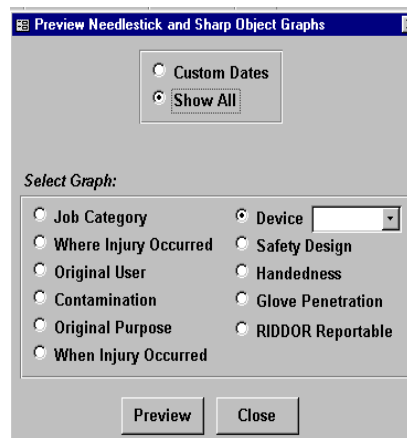 Preview Needlestick and Sharp Object Graphs
Custom Dates
Show All
Select Graph:
Job Category
Where Injury Occurred
Original User
Contamination
Original Purpose
When Injury Occurred
Device
Safety Design
Handedness
Glove Penetration
RIDDOR Reportable
Preview Close